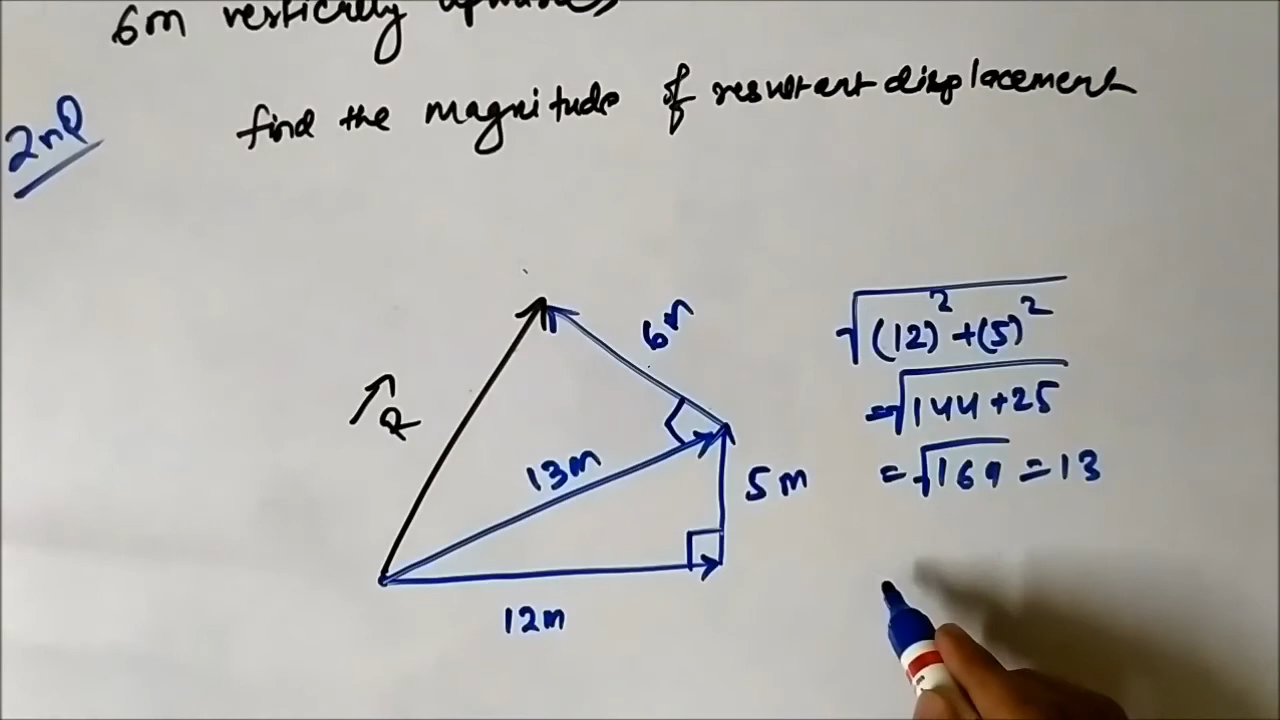 6m vertically upwards
2nd
find the magnitude of resultant displacement
6m
R
13m
5m
12m
√(12)²+(5)²
=√144+25
=√169=13